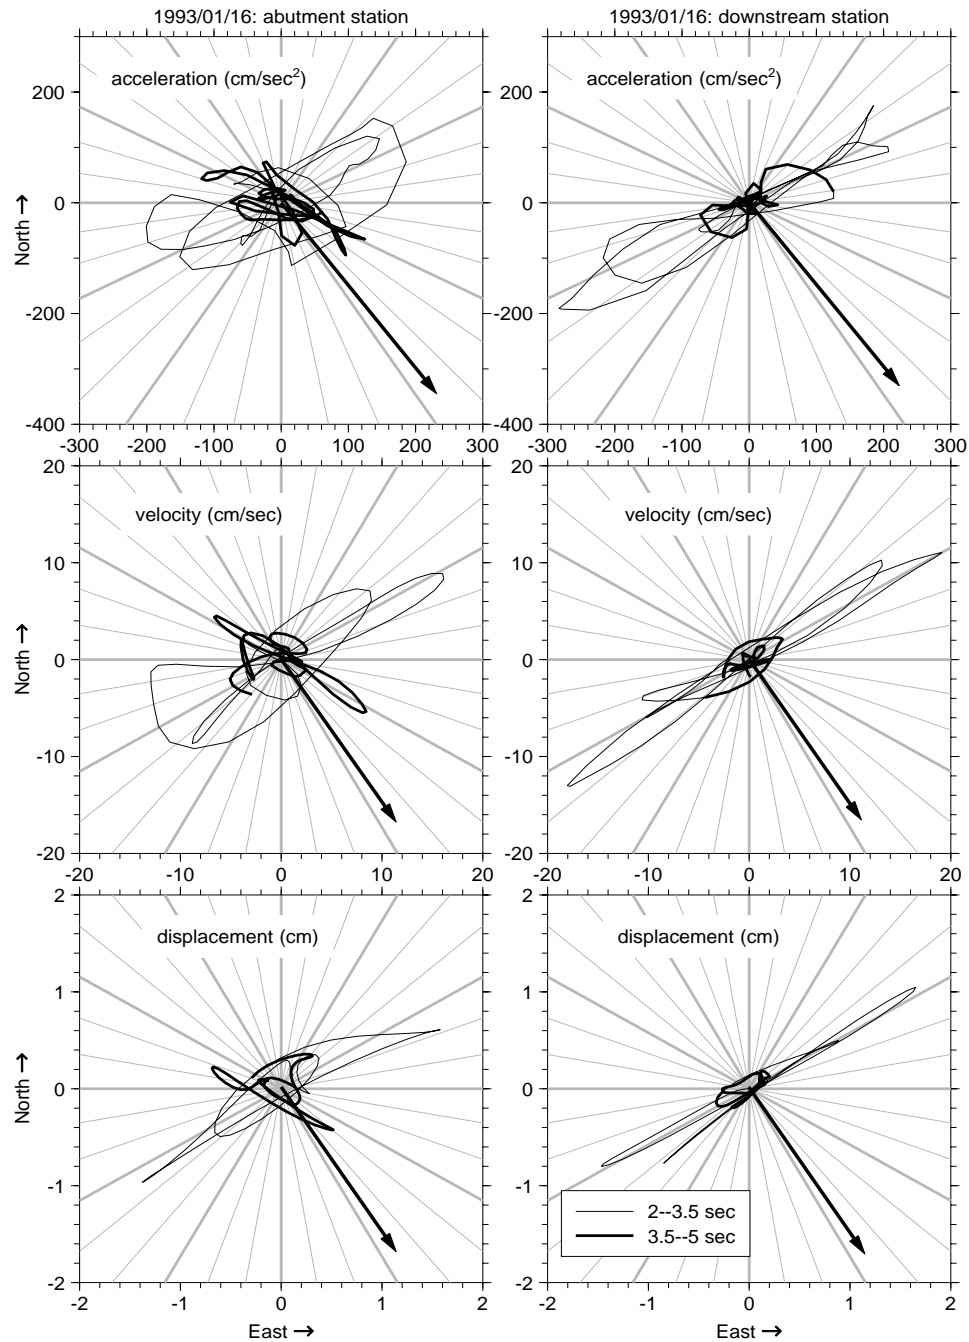 1993/01/16: abutment station
1993/01/16: downstream station
acceleration (cm/sec²)
acceleration (cm/sec²)
200
0
-200
-400
North →
200
0
-200
-400
-300 -200 -100 0 100 200 300
-300 -200 -100 0 100 200 300
velocity (cm/sec)
velocity (cm/sec)
20
10
0
-10
-20
North →
20
10
0
-10
-20
-20 -10 0 10 20
-20 -10 0 10 20
displacement (cm)
displacement (cm)
2
1
0
-1
-2
North →
2
1
0
-1
-2
2--3.5 sec
3.5--5 sec
-2 -1 0 1 2
-2 -1 0 1 2
East →
East →